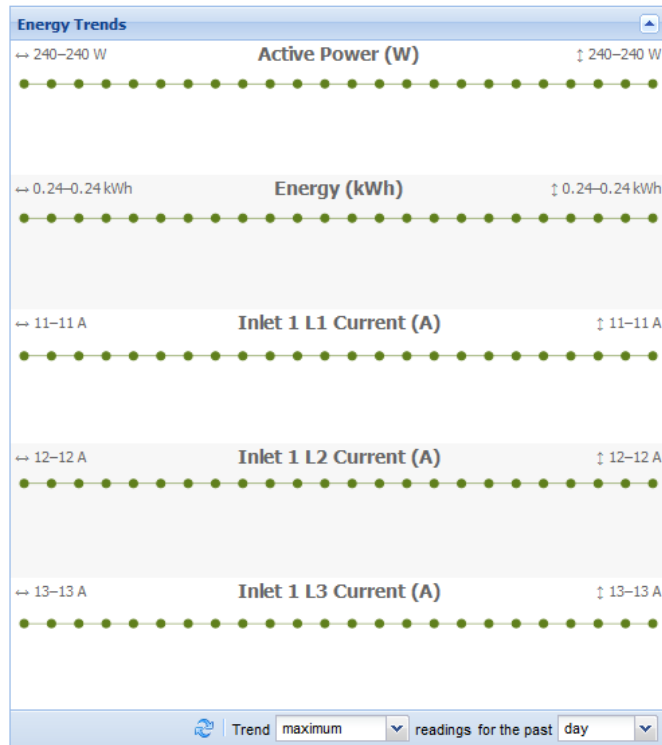 Energy Trends
↔ 240–240 W Active Power (W) ↕ 240–240 W
↔ 0.24–0.24 kWh Energy (kWh) ↕ 0.24–0.24 kWh
↔ 11–11 A Inlet 1 L1 Current (A) ↕ 11–11 A
↔ 12–12 A Inlet 1 L2 Current (A) ↕ 12–12 A
↔ 13–13 A Inlet 1 L3 Current (A) ↕ 13–13 A
Trend maximum readings for the past day